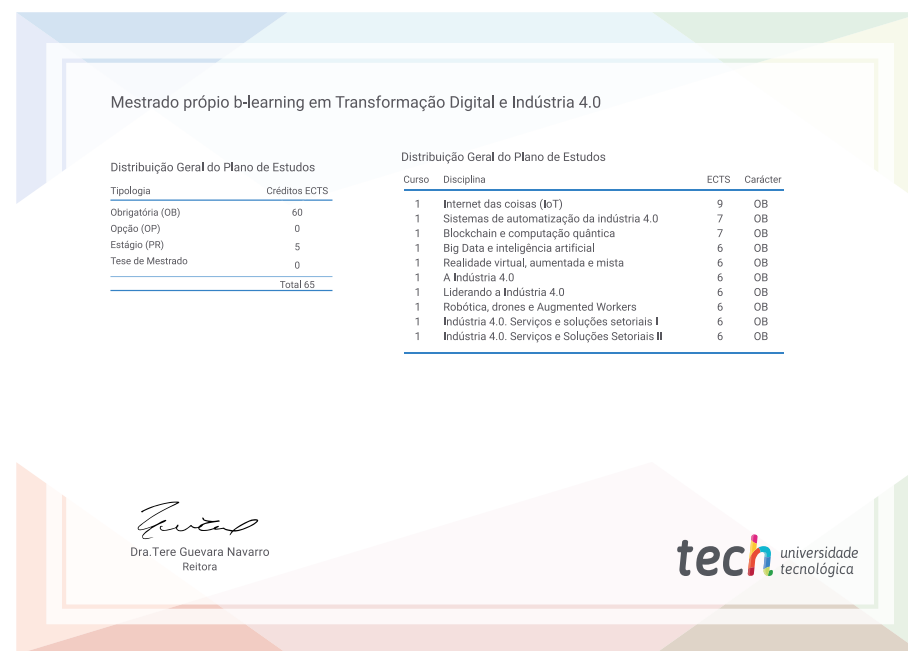 Mestrado própio b-learning em Transformação Digital e Indústria 4.0
Distribuição Geral do Plano de Estudos
Tipologia Créditos ECTS
Obrigatória (OB) 60
Opção (OP) 0
Estágio (PR) 5
Tese de Mestrado 0
Total 65
Distribuição Geral do Plano de Estudos
Curso Disciplina ECTS Carácter
1 Internet das coisas (IoT) 9 OB
1 Sistemas de automatização da indústria 4.0 7 OB
1 Blockchain e computação quântica 7 OB
1 Big Data e inteligência artificial 6 OB
1 Realidade virtual, aumentada e mista 6 OB
1 A Indústria 4.0 6 OB
1 Liderando a Indústria 4.0 6 OB
1 Robótica, drones e Augmented Workers 6 OB
1 Indústria 4.0. Serviços e soluções setoriais I 6 OB
1 Indústria 4.0. Serviços e Soluções Setoriais II 6 OB
Dra.Tere Guevara Navarro
Reitora
tech universidade
tecnológica